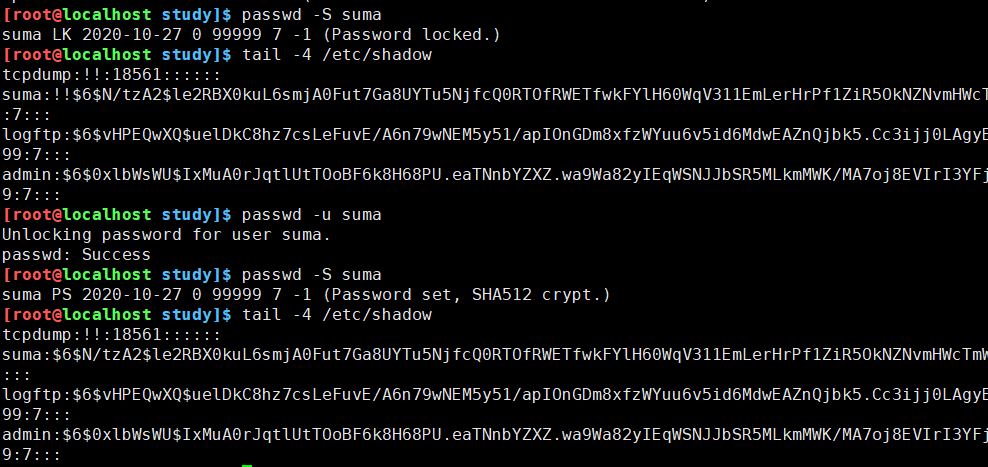 [root@localhost study]$ passwd -S suma
suma LK 2020-10-27 0 99999 7 -1 (Password locked.)
[root@localhost study]$ tail -4 /etc/shadow
tcpdump:!!:18561::::::
suma:!!$6$N/tzA2$le2RBX0kuL6smjA0Fut7Ga8UYTu5NjfcQ0RTOfRWETfwkFYlH60WqV311EmLerHrPf1ZiR5OkNZNvmHWcT
:7:::
logftp:$6$vHPEQwXQ$uelDkC8hz7csLeFuvE/A6n79wNEM5y51/apIOnGDm8xfzWYuu6v5id6MdwEAZnQjbk5.Cc3ijj0LAgyE
99:7:::
admin:$6$0xlbWsWU$IxMuA0rJqtlUtTOoBF6k8H68PU.eaTNnbYZXZ.wa9Wa82yIEqWSNJJbSR5MLkmMWK/MA7oj8EVIrI3YFj
9:7:::
[root@localhost study]$ passwd -u suma
Unlocking password for user suma.
passwd: Success
[root@localhost study]$ passwd -S suma
suma PS 2020-10-27 0 99999 7 -1 (Password set, SHA512 crypt.)
[root@localhost study]$ tail -4 /etc/shadow
tcpdump:!!:18561::::::
suma:$6$N/tzA2$le2RBX0kuL6smjA0Fut7Ga8UYTu5NjfcQ0RTOfRWETfwkFYlH60WqV311EmLerHrPf1ZiR5OkNZNvmHWcTmW
:::
logftp:$6$vHPEQwXQ$uelDkC8hz7csLeFuvE/A6n79wNEM5y51/apIOnGDm8xfzWYuu6v5id6MdwEAZnQjbk5.Cc3ijj0LAgyE
99:7:::
admin:$6$0xlbWsWU$IxMuA0rJqtlUtTOoBF6k8H68PU.eaTNnbYZXZ.wa9Wa82yIEqWSNJJbSR5MLkmMWK/MA7oj8EVIrI3YFj
9:7:::